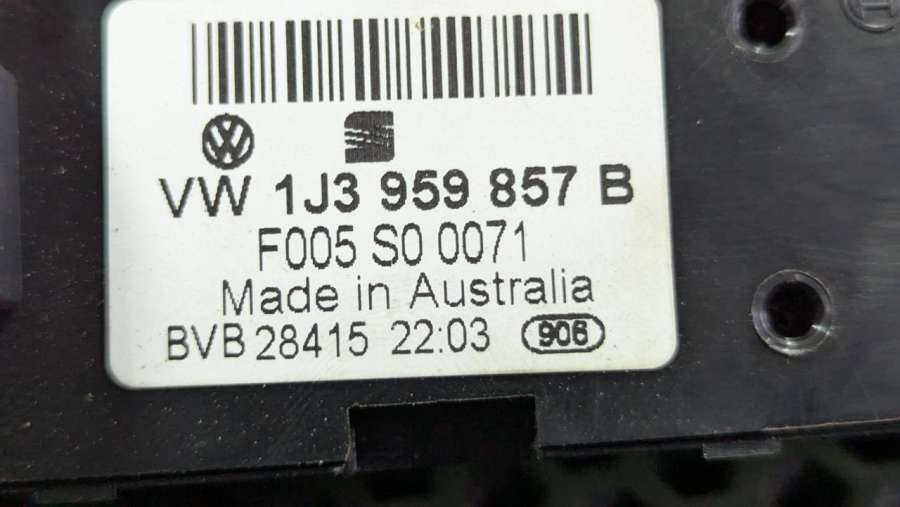 VW 1J3 959 857 B
F005 S0 0071
Made in Australia
BVB 28415 22:03 906